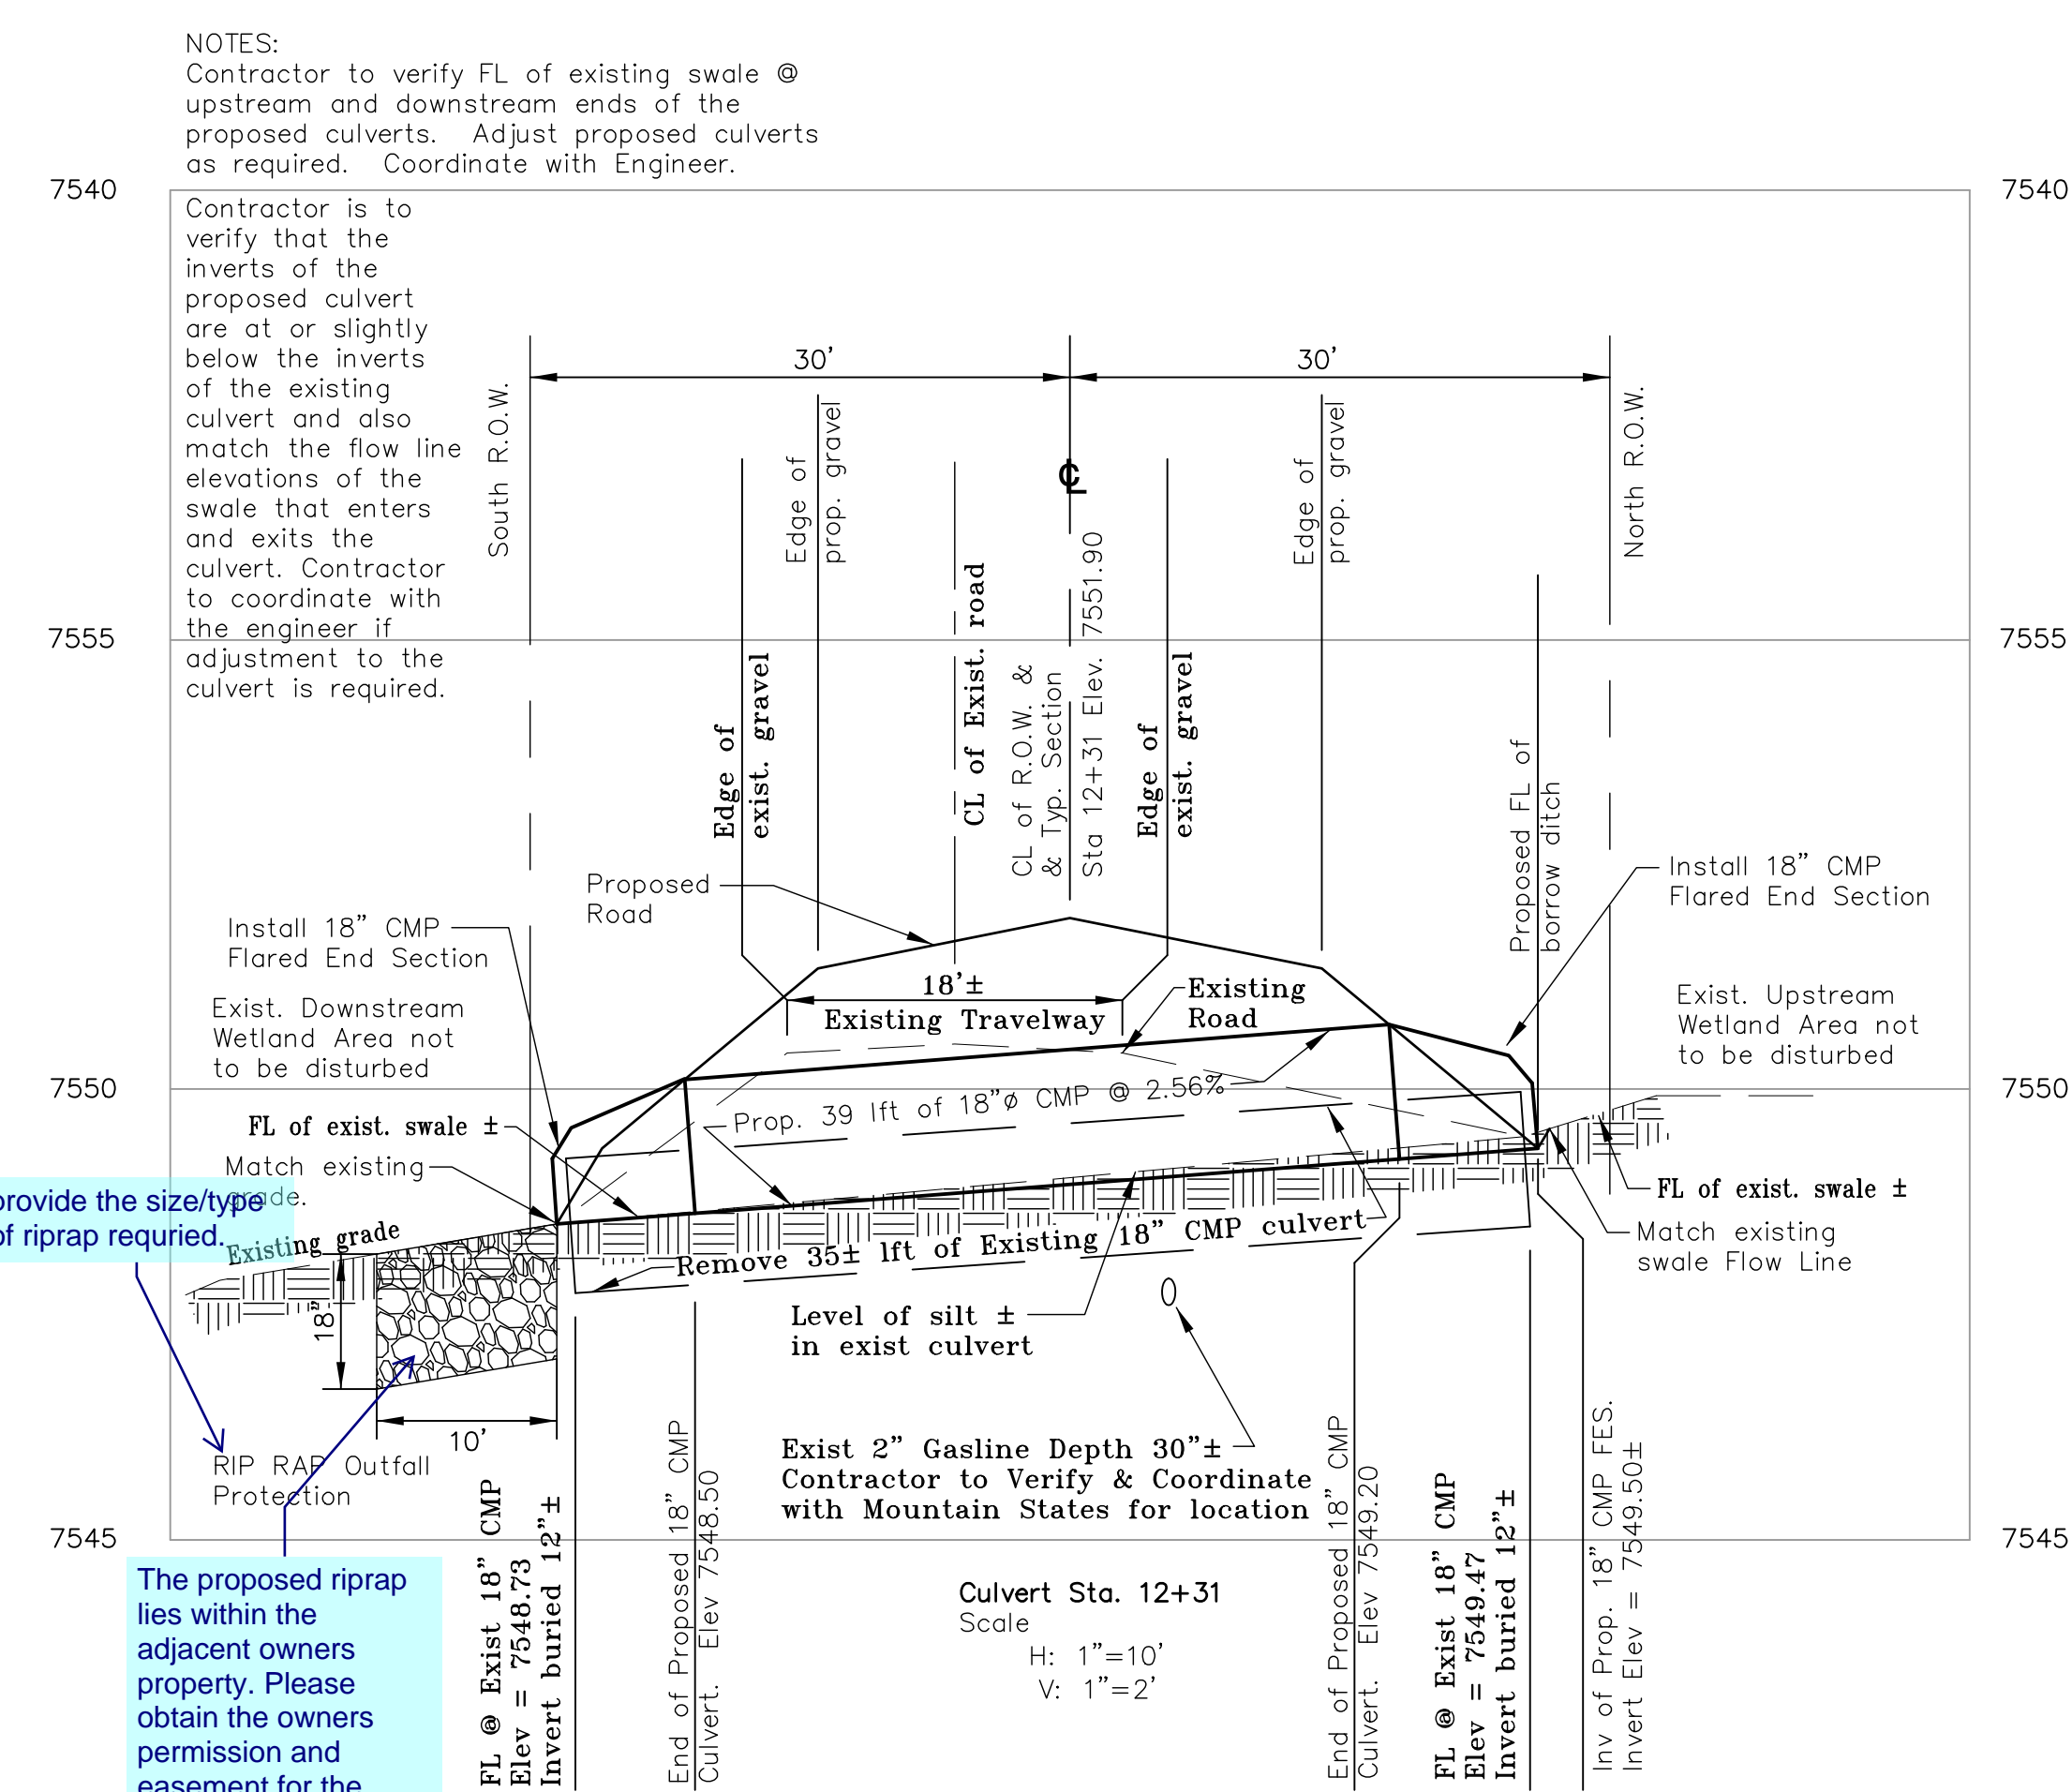 NOTES:
Contractor to verify FL of existing swale @
upstream and downstream ends of the
proposed culverts. Adjust proposed culverts
as required. Coordinate with Engineer.
7540
7540
Contractor is to
verify that the
inverts of the
proposed culvert
are at or slightly
below the inverts
of the existing
culvert and also
match the flow line
elevations of the
swale that enters
and exits the
culvert. Contractor
to coordinate with
the engineer if
adjustment to the
culvert is required.
30'
30'
South R.O.W.
Edge of
prop. gravel
℄
Edge of
prop. gravel
North R.O.W.
7555
7555
Edge of
exist. gravel
CL of Exist. road
CL of R.O.W. &
& Typ. Section
Sta 12+31 Elev. 7551.90
Edge of
exist. gravel
Proposed FL of
borrow ditch
Proposed
Road
Install 18" CMP
Flared End Section
Install 18" CMP
Flared End Section
Exist. Downstream
Wetland Area not
to be disturbed
18'±
Existing Travelway
Existing
Road
Exist. Upstream
Wetland Area not
to be disturbed
7550
7550
Prop. 39 lft of 18"ø CMP @ 2.56%
FL of exist. swale ±
Match existing
grade.
provide the size/type
of riprap requried.
Existing grade
FL of exist. swale ±
Match existing
swale Flow Line
Remove 35± lft of Existing 18" CMP culvert
Level of silt ±
in exist culvert
18"
10'
RIP RAP Outfall
Protection
Exist 2" Gasline Depth 30"±
Contractor to Verify & Coordinate
with Mountain States for location
7545
7545
The proposed riprap
lies within the
adjacent owners
property. Please
obtain the owners
permission and
easement for the
FL @ Exist 18" CMP
Elev = 7548.73
Invert buried 12"±
End of Proposed 18" CMP
Culvert. Elev 7548.50
Culvert Sta. 12+31
Scale
H: 1"=10'
V: 1"=2'
End of Proposed 18" CMP
Culvert. Elev 7549.20
FL @ Exist 18" CMP
Elev = 7549.47
Invert buried 12"±
Inv of Prop. 18" CMP FES.
Invert Elev = 7549.50±